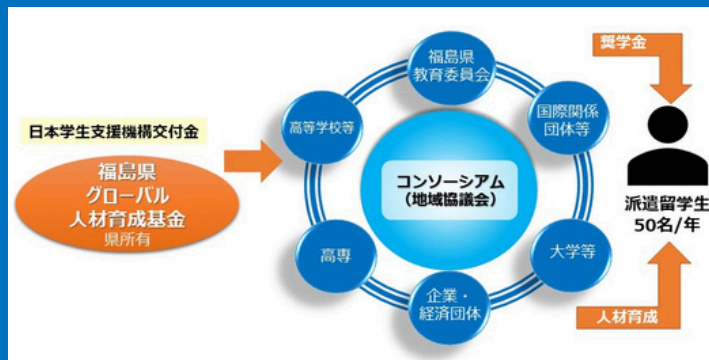 日本学生支援機構交付金
福島県
グローバル
人材育成基金
県所有
福島県
教育委員会
国際関係
団体等
大学等
企業・
経済団体
高専
高等学校等
コンソーシアム
(地域協議会)
奨学金
派遣留学生
50名/年
人材育成